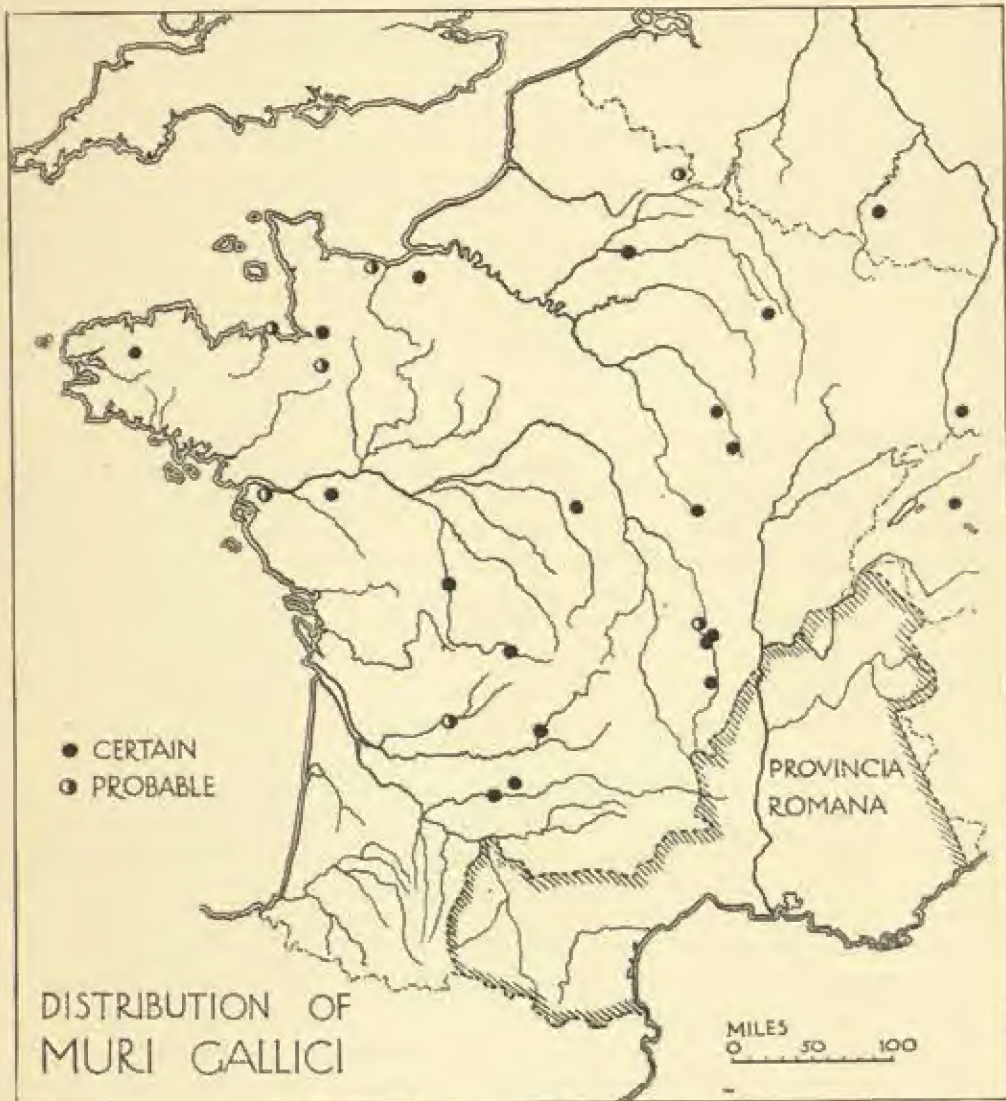 ● CERTAIN
◑ PROBABLE
PROVINCIA
ROMANA
DISTRIBUTION OF
MURI GALLICI
MILES
0 50 100